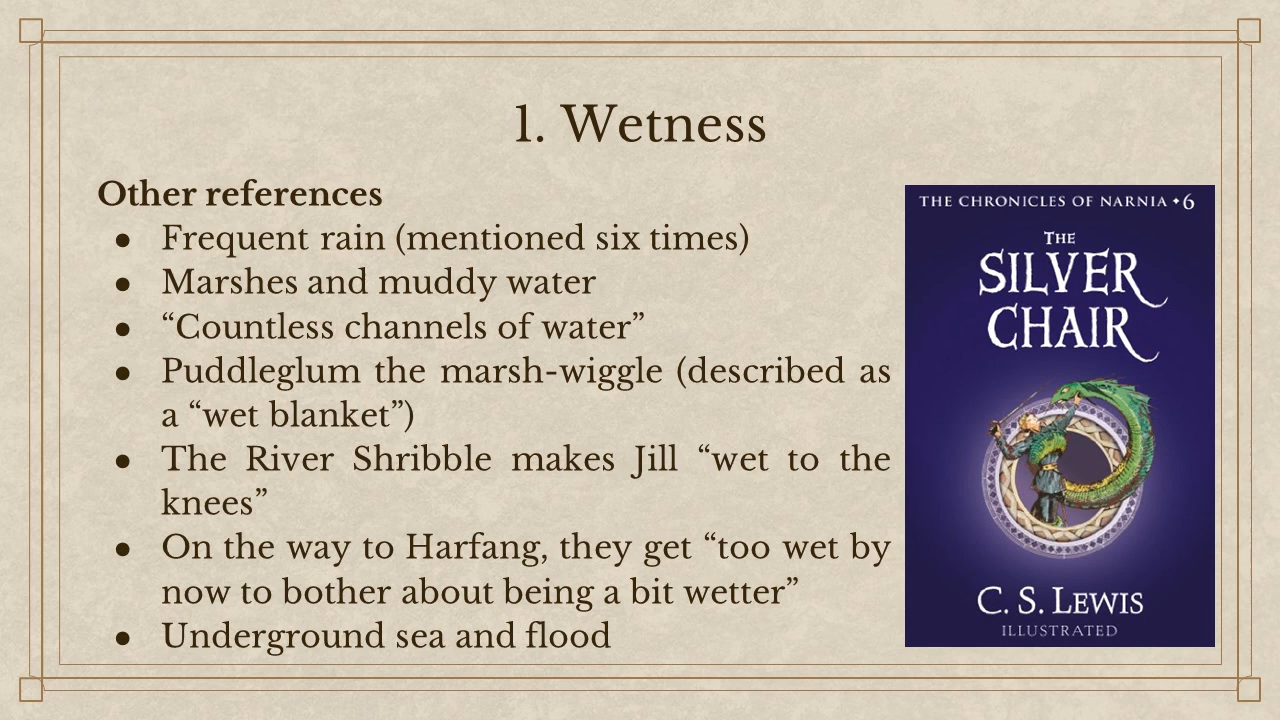 1. Wetness
Other references
● Frequent rain (mentioned six times)
● Marshes and muddy water
● “Countless channels of water”
● Puddleglum the marsh-wiggle (described as
a “wet blanket”)
● The River Shribble makes Jill “wet to the
knees”
● On the way to Harfang, they get “too wet by
now to bother about being a bit wetter”
● Underground sea and flood
THE CHRONICLES OF NARNIA • 6
THE
SILVER
CHAIR
C. S. LEWIS
ILLUSTRATED